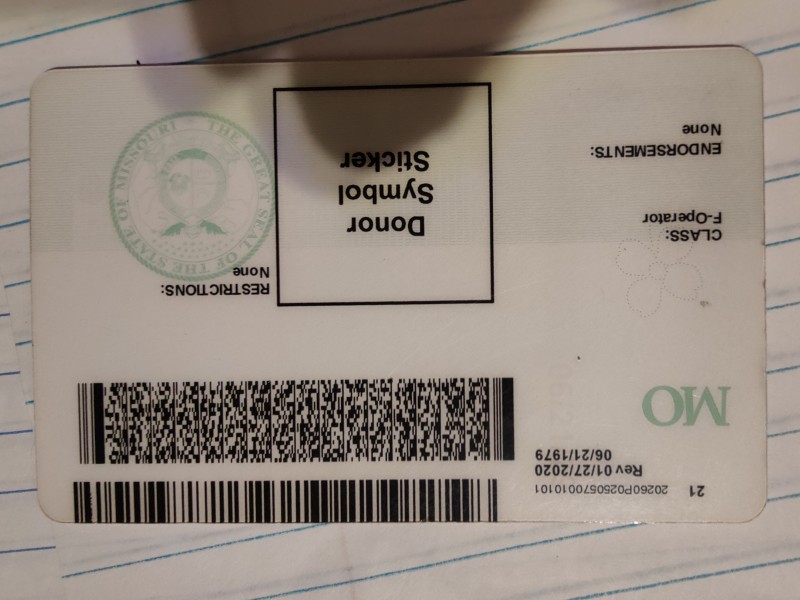 21 20260P0250570010101
Rev 01/27/2020
06/21/1979
MO
CLASS:
F-Operator
ENDORSEMENTS:
None
Donor
Symbol
Sticker
RESTRICTIONS:
None
THE GREAT SEAL OF THE STATE OF MISSOURI